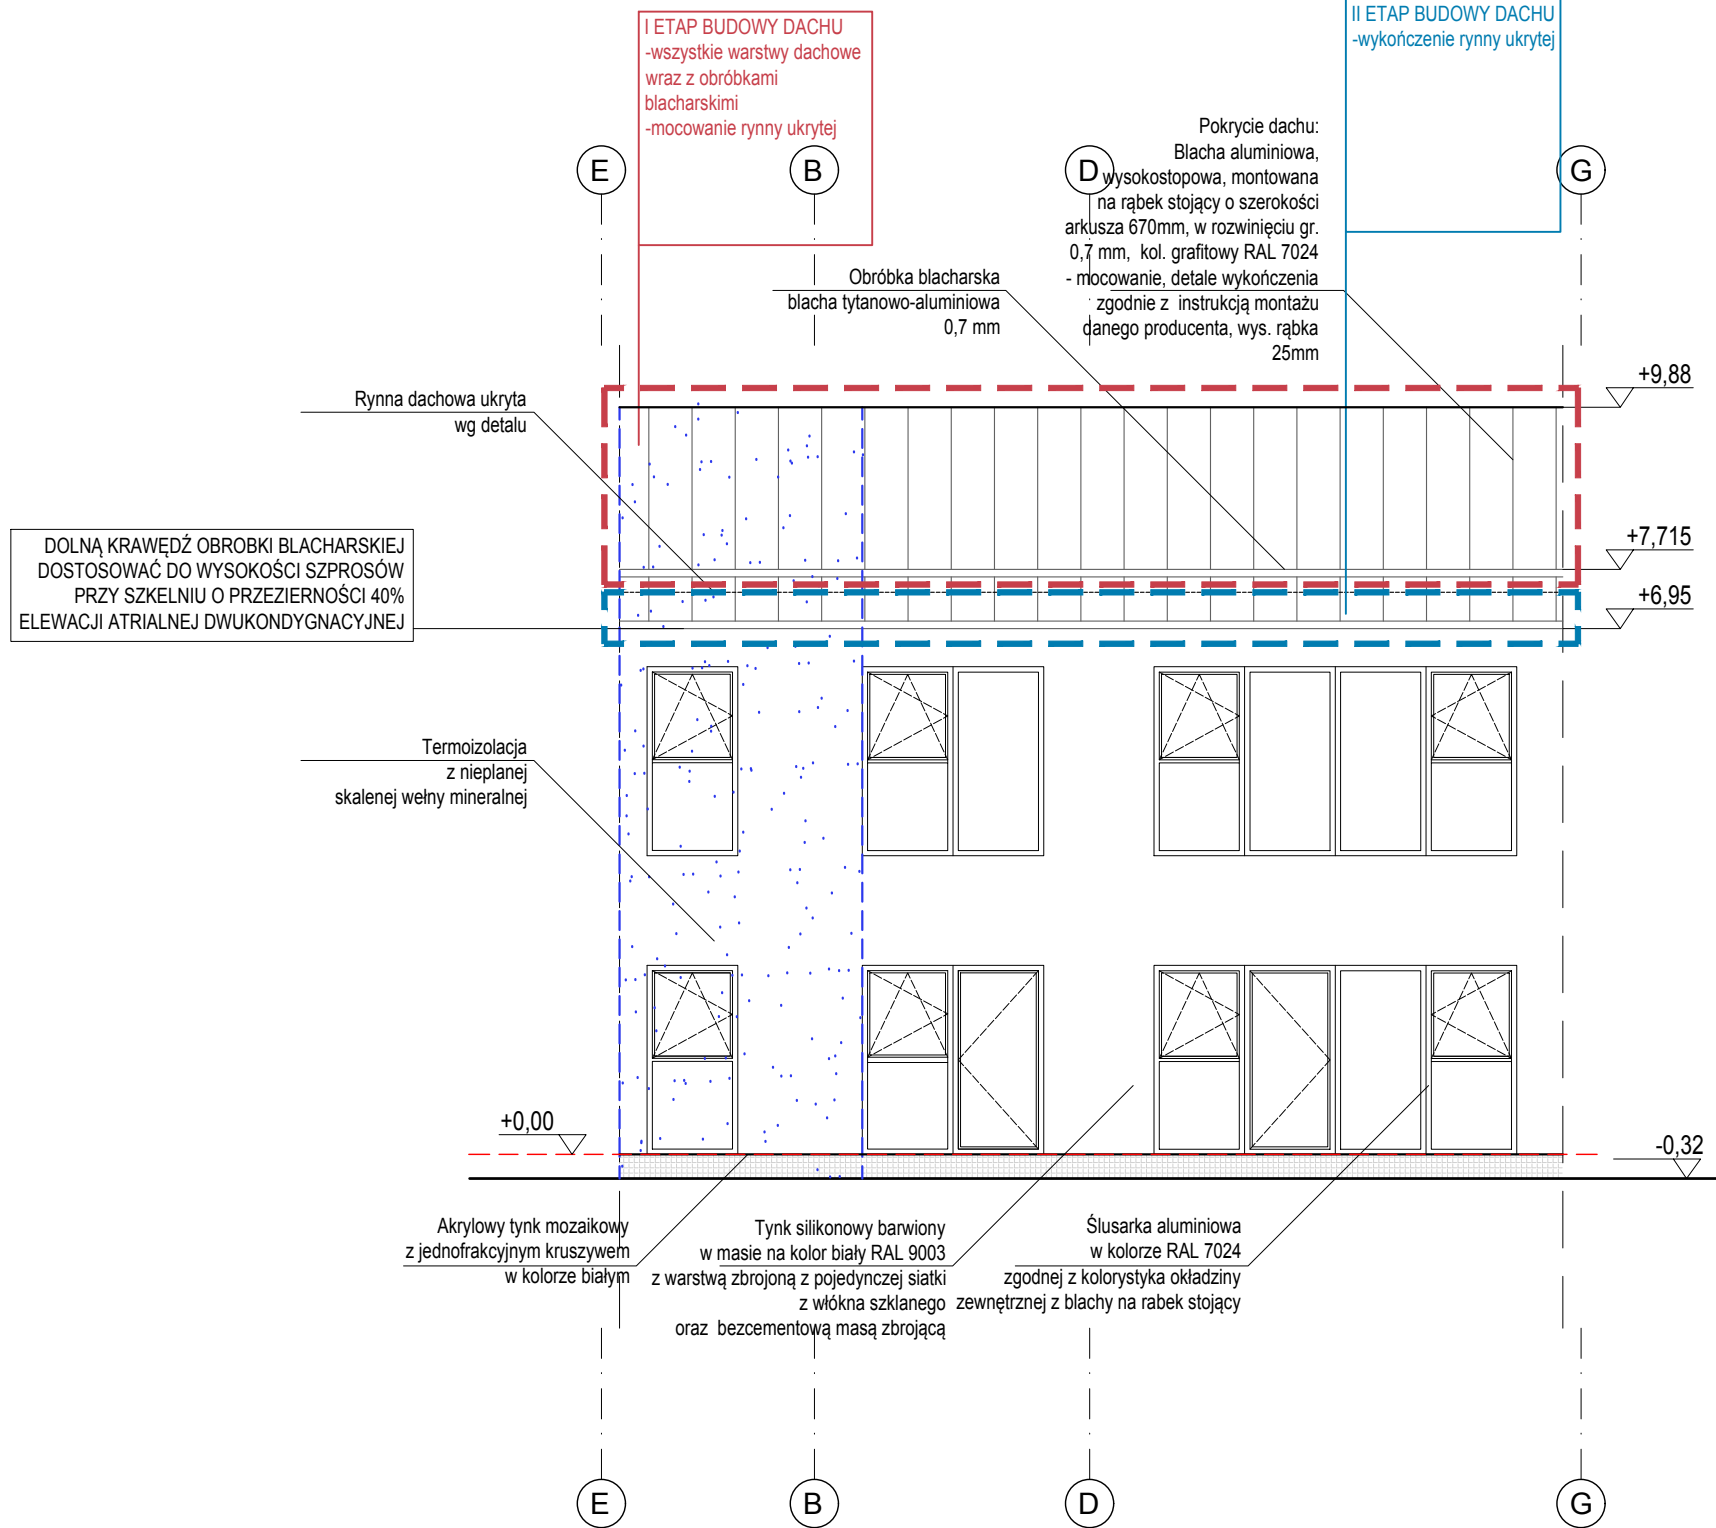 I ETAP BUDOWY DACHU
-wszystkie warstwy dachowe
wraz z obróbkami
blacharskimi
-mocowanie rynny ukrytej
II ETAP BUDOWY DACHU
-wykończenie rynny ukrytej
E
B
D
G
Pokrycie dachu:
Blacha aluminiowa,
wysokostopowa, montowana
na rąbek stojący o szerokości
arkusza 670mm, w rozwinięciu gr.
0,7 mm, kol. grafitowy RAL 7024
- mocowanie, detale wykończenia
zgodnie z instrukcją montażu
danego producenta, wys. rąbka
25mm
Obróbka blacharska
blacha tytanowo-aluminiowa
0,7 mm
Rynna dachowa ukryta
wg detalu
+9,88
+7,715
+6,95
DOLNĄ KRAWĘDŹ OBROBKI BLACHARSKIEJ
DOSTOSOWAĆ DO WYSOKOŚCI SZPROSÓW
PRZY SZKELNIU O PRZEZIERNOŚCI 40%
ELEWACJI ATRIALNEJ DWUKONDYGNACYJNEJ
Termoizolacja
z nieplanej
skalenej wełny mineralnej
+0,00
-0,32
Akrylowy tynk mozaikowy
z jednofrakcyjnym kruszywem
w kolorze białym
Tynk silikonowy barwiony
w masie na kolor biały RAL 9003
z warstwą zbrojoną z pojedynczej siatki
z włókna szklanego
oraz bezcementową masą zbrojącą
Ślusarka aluminiowa
w kolorze RAL 7024
zgodnej z kolorystyka okładziny
zewnętrznej z blachy na rabek stojący
E
B
D
G